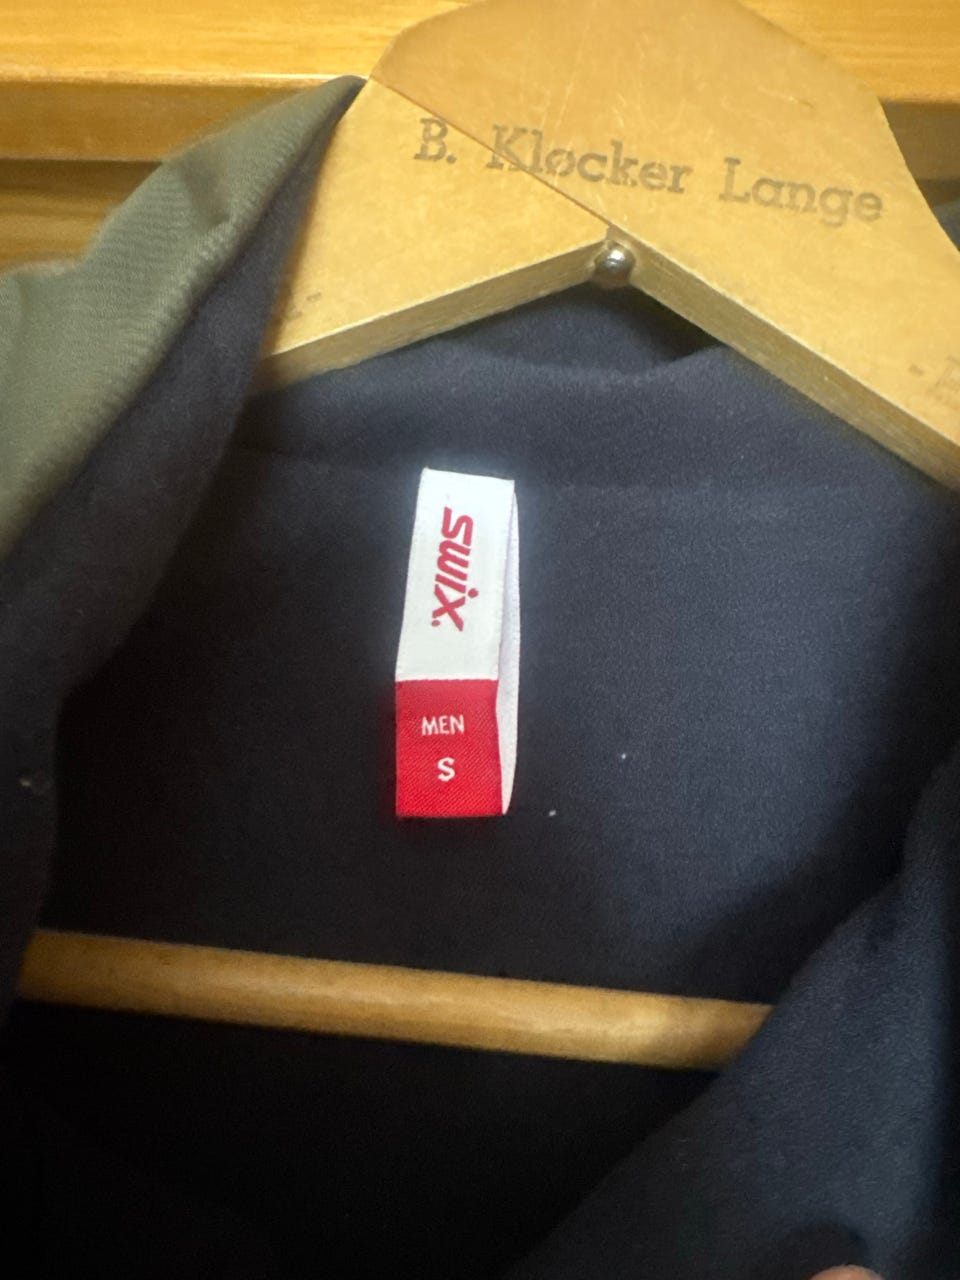 B. Kløcker Lange
swix.
MEN
S